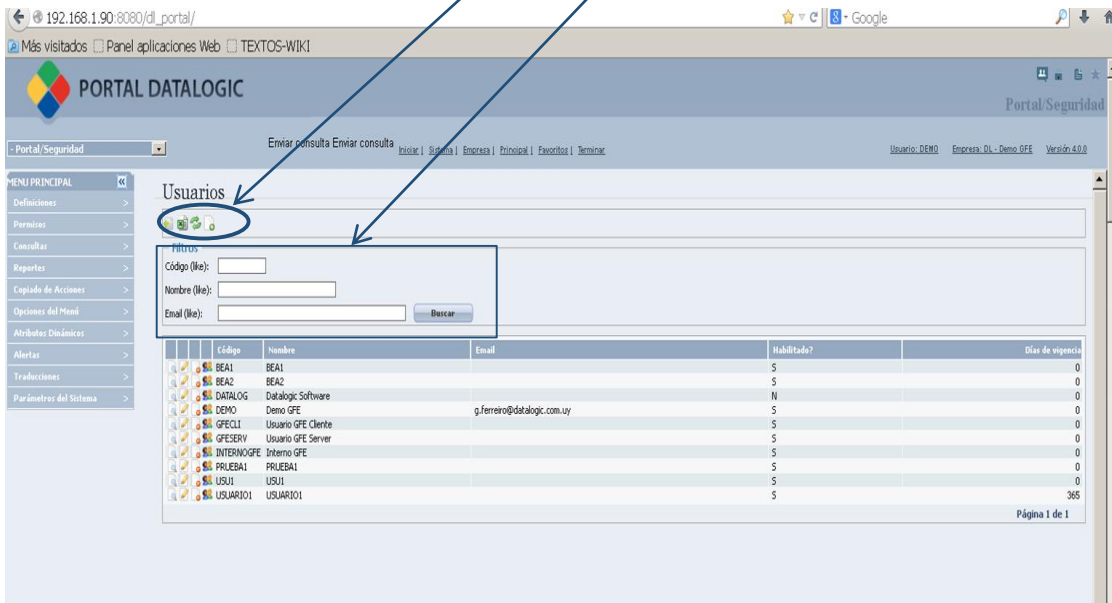 192.168.1.90:8080/dl_portal/
Google
Más visitados Panel aplicaciones Web TEXTOS-WIKI
PORTAL DATALOGIC
Portal/Seguridad
- Portal/Seguridad
Enviar consulta Enviar consulta Iniciar | Sistema | Empresa | Principal | Favoritos | Terminar
Usuario: DEMO Empresa: DL - Demo GFE Versión 4.0.0
MENU PRINCIPAL
Definiciones >
Permisos >
Consultas >
Reportes >
Copiado de Acciones >
Opciones del Menú >
Atributos Dinámicos >
Alertas >
Traducciones >
Parámetros del Sistema >
Usuarios
Filtros
Código (like):
Nombre (like):
Email (like):
Buscar
Código Nombre Email Habilitado? Días de vigencia
BEA1 BEA1 S 0
BEA2 BEA2 S 0
DATALOG Datalogic Software N 0
DEMO Demo GFE g.ferreiro@datalogic.com.uy S 0
GFECLI Usuario GFE Cliente S 0
GFESERV Usuario GFE Server S 0
INTERNOGFE Interno GFE S 0
PRUEBA1 PRUEBA1 S 0
USU1 USU1 S 0
USUARIO1 USUARIO1 S 365
Página 1 de 1